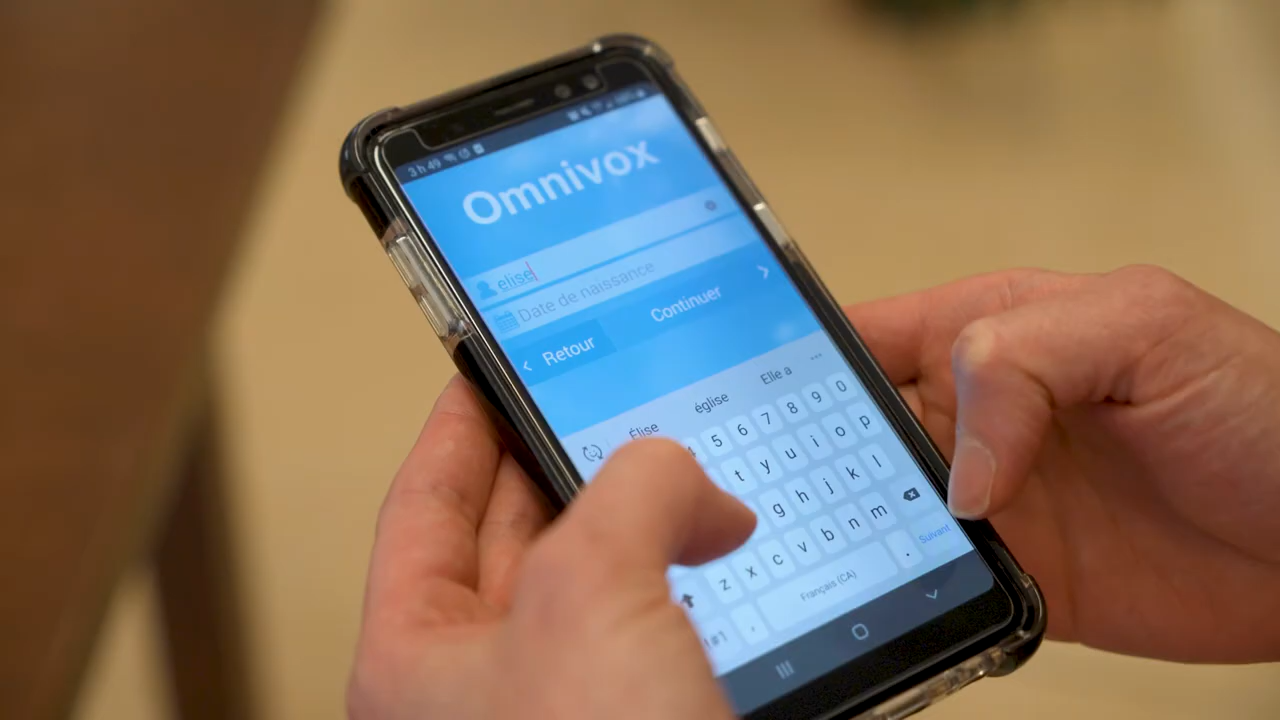 3 h 49
Omnivox
elise
Date de naissance
Continuer
Retour
Élise église Elle a ...
5 6 7 8 9 0
t y u i o p
g h j k l
z x c v b n m
!#1 , Français (CA) . Suivant